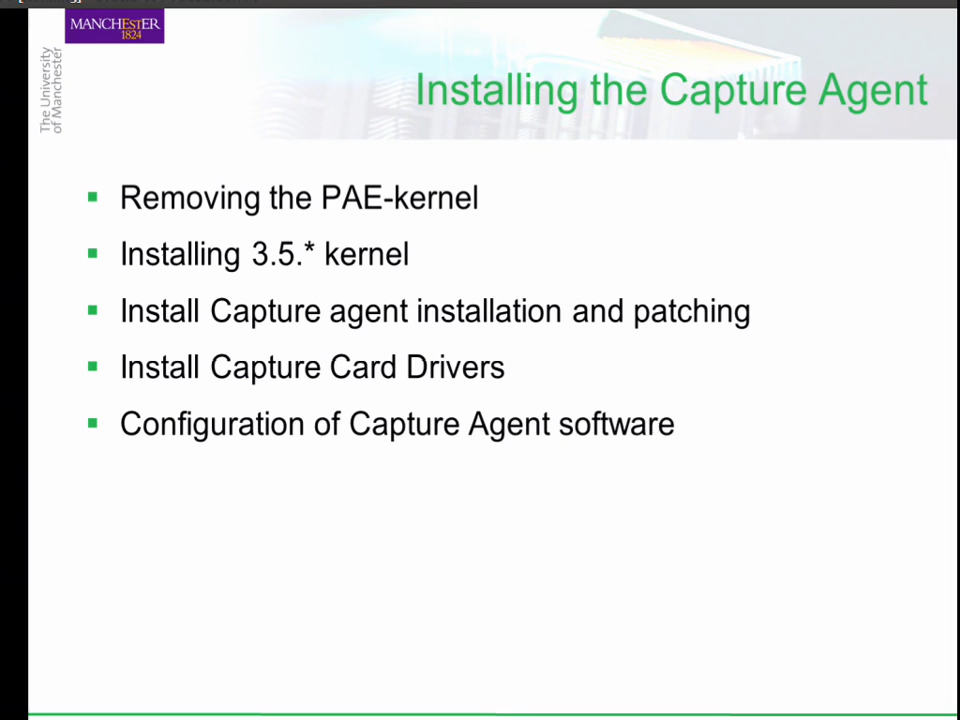 MANCHESTER
1824
The University
of Manchester
Installing the Capture Agent
Removing the PAE-kernel
Installing 3.5.* kernel
Install Capture agent installation and patching
Install Capture Card Drivers
Configuration of Capture Agent software